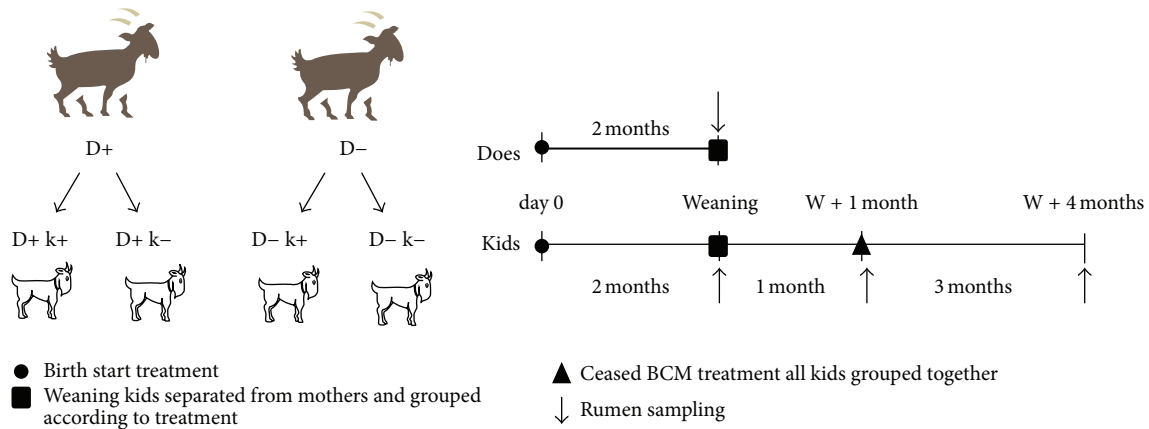 D+
D−
D+ k+
D+ k−
D− k+
D− k−
2 months
Does
day 0
Weaning
W + 1 month
W + 4 months
Kids
2 months
1 month
3 months
Birth start treatment
Weaning kids separated from mothers and grouped
according to treatment
Ceased BCM treatment all kids grouped together
Rumen sampling